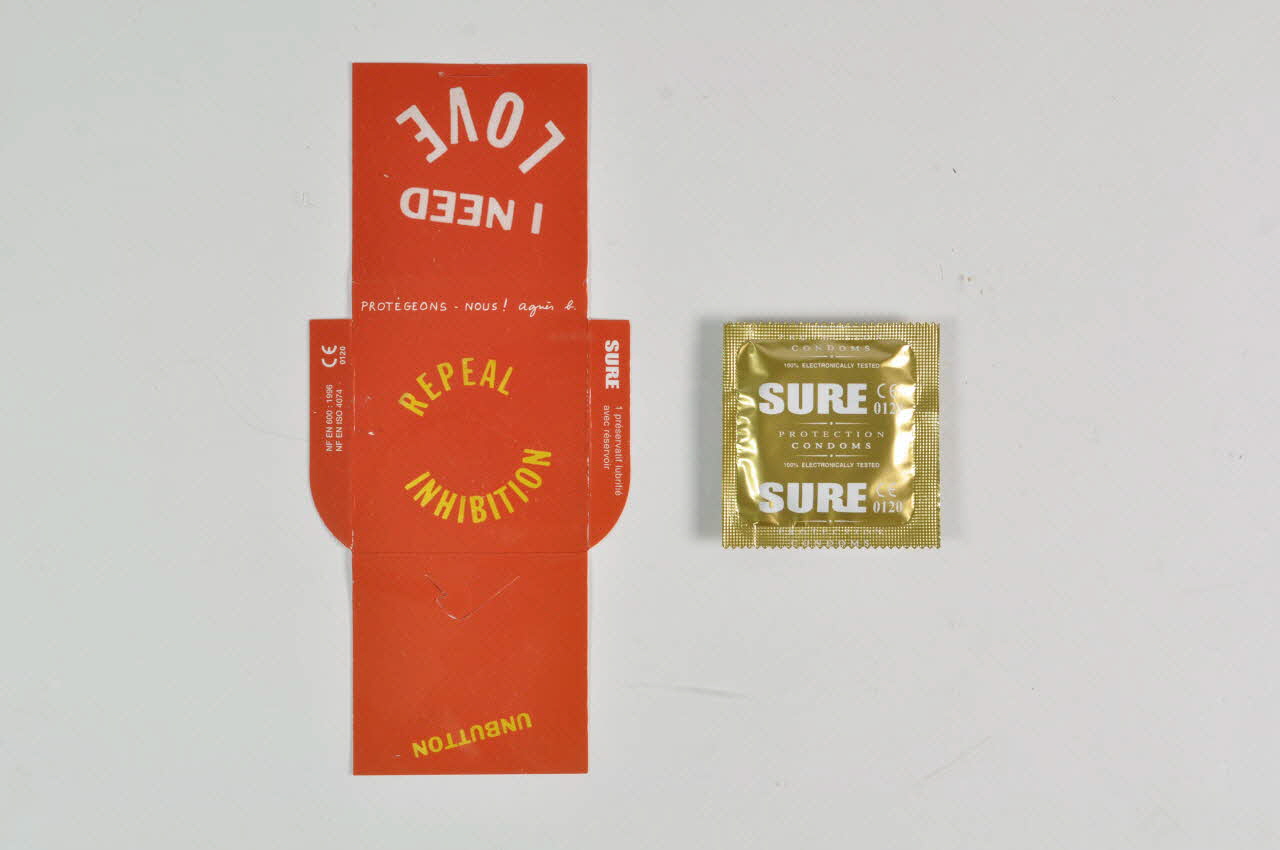 I NEED
LOVE
PROTÉGEONS - NOUS! agnès b.
CE
0120
NF EN 600 : 1996
NF EN ISO 4074
REPEAL
INHIBITION
SURE
1 préservatif lubrifié
avec réservoir
UNBUTTON
CONDOMS
100% ELECTRONICALLY TESTED
SURE CE
0120
PROTECTION
CONDOMS
100% ELECTRONICALLY TESTED
SURE CE
0120
PROTECTION
CONDOMS